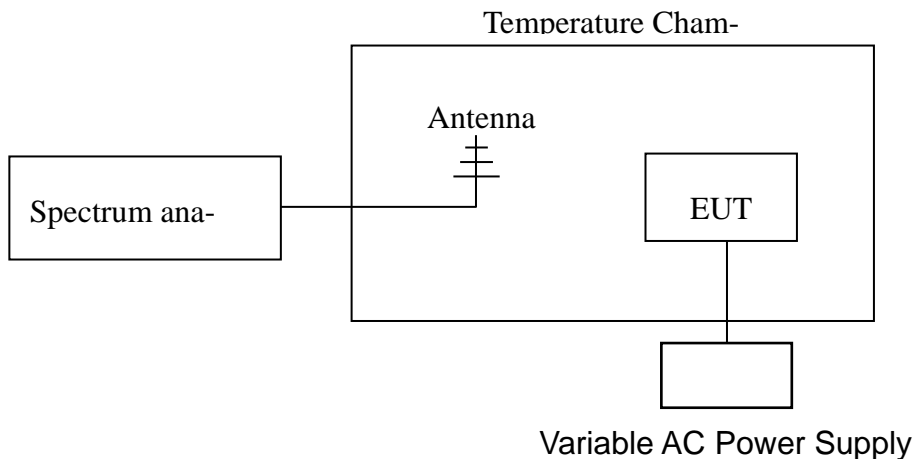 Temperature Cham-
Antenna
Spectrum ana-
EUT
Variable AC Power Supply